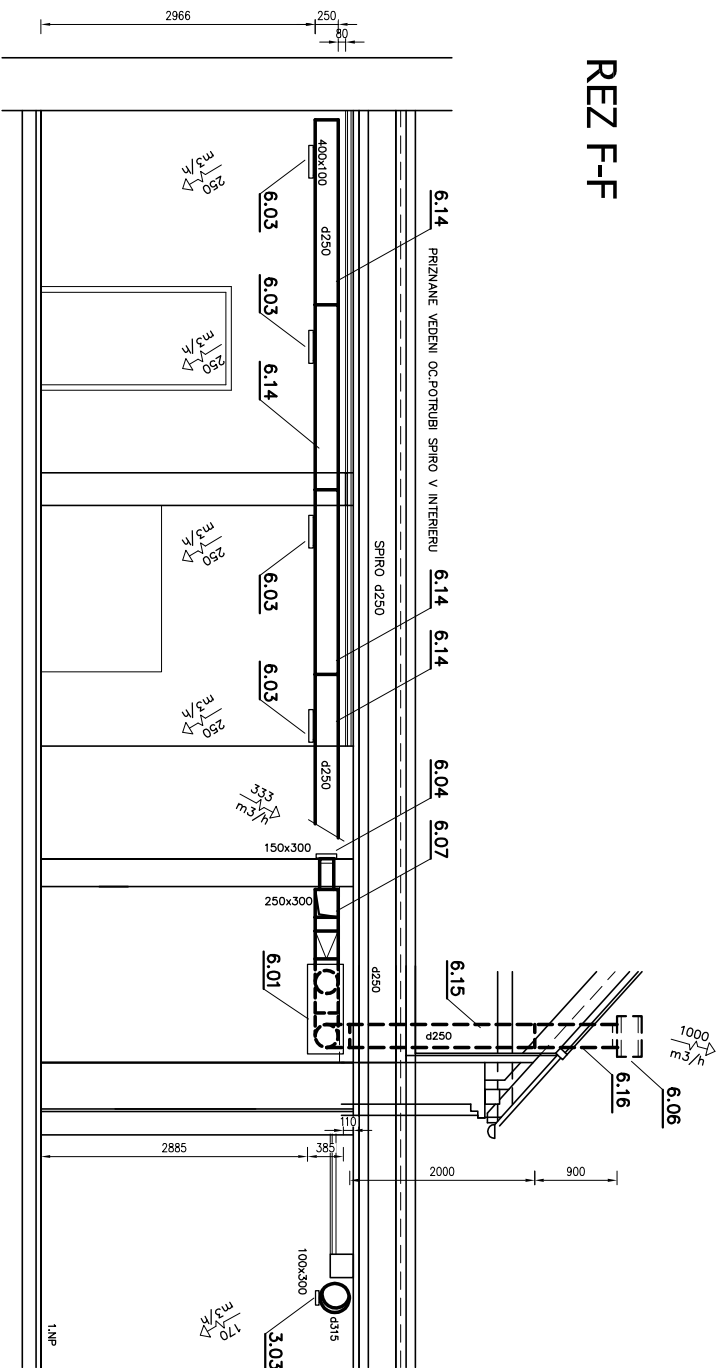 REZ F-F
2966
250
80
6.14
PRIZNANE VEDENI OC.POTRUBI SPIRO V INTERIERU
6.14
6.14
6.04
6.07
6.15
6.16
6.06
1000
m3/h
SPIRO d250
d250
d250
400x100
d250
d250
150x300
250x300
6.03
6.03
6.14
6.03
6.03
6.01
250
m3/h
250
m3/h
250
m3/h
250
m3/h
333
m3/h
110
2885
385
2000
900
100x300
d315
3.03
170
m3/h
1.NP